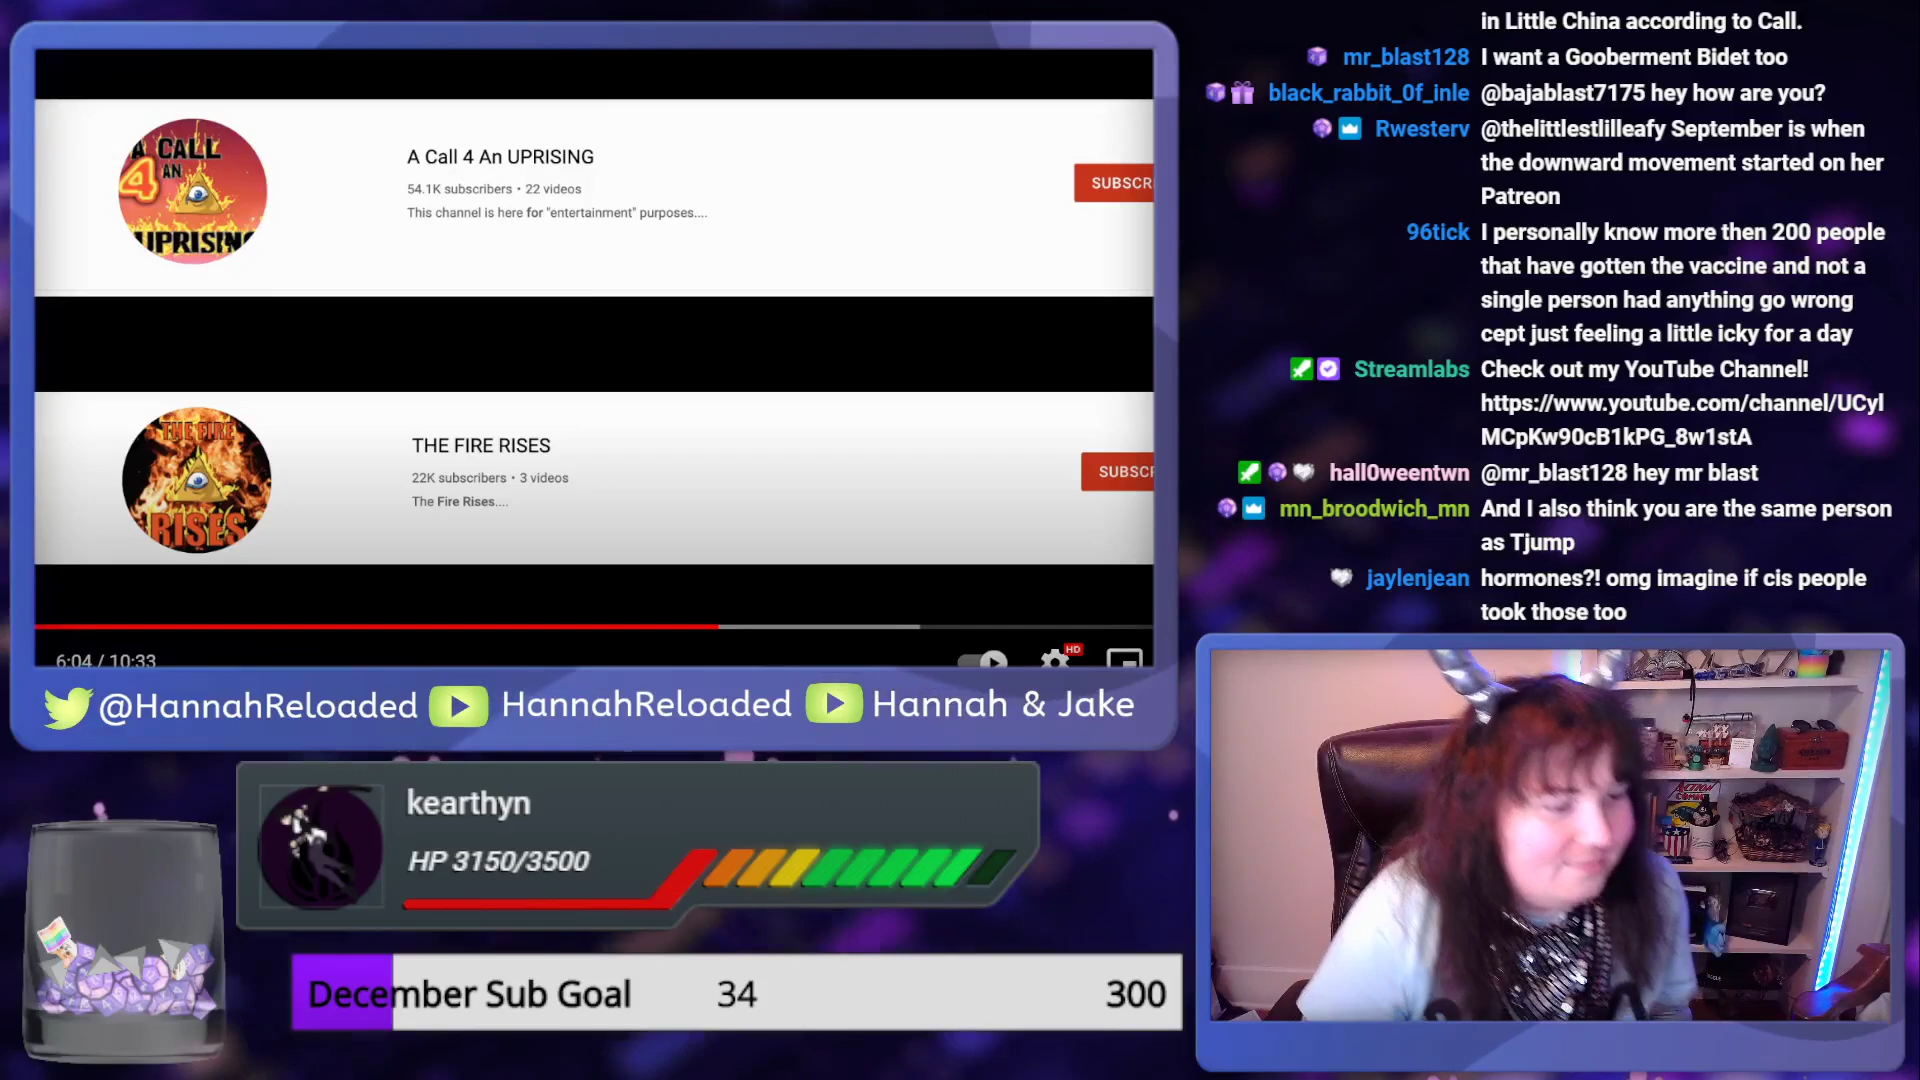 A CALL
4 AN
UPRISING
A Call 4 An UPRISING
54.1K subscribers • 22 videos
This channel is here for "entertainment" purposes....
SUBSCR
THE FIRE
RISES
THE FIRE RISES
22K subscribers • 3 videos
The Fire Rises....
SUBSCR
6:04 / 10:33
HD
@HannahReloaded HannahReloaded Hannah & Jake
kearthyn
HP 3150/3500
December Sub Goal 34 300
in Little China according to Call.
mr_blast128 I want a Gooberment Bidet too
black_rabbit_0f_inle @bajablast7175 hey how are you?
Rwesterv @thelittlestlilleafy September is when
the downward movement started on her
Patreon
96tick I personally know more then 200 people
that have gotten the vaccine and not a
single person had anything go wrong
cept just feeling a little icky for a day
Streamlabs Check out my YouTube Channel!
https://www.youtube.com/channel/UCyl
MCpKw90cB1kPG_8w1stA
hall0weentwn @mr_blast128 hey mr blast
mn_broodwich_mn And I also think you are the same person
as Tjump
jaylenjean hormones?! omg imagine if cis people
took those too
ACTION